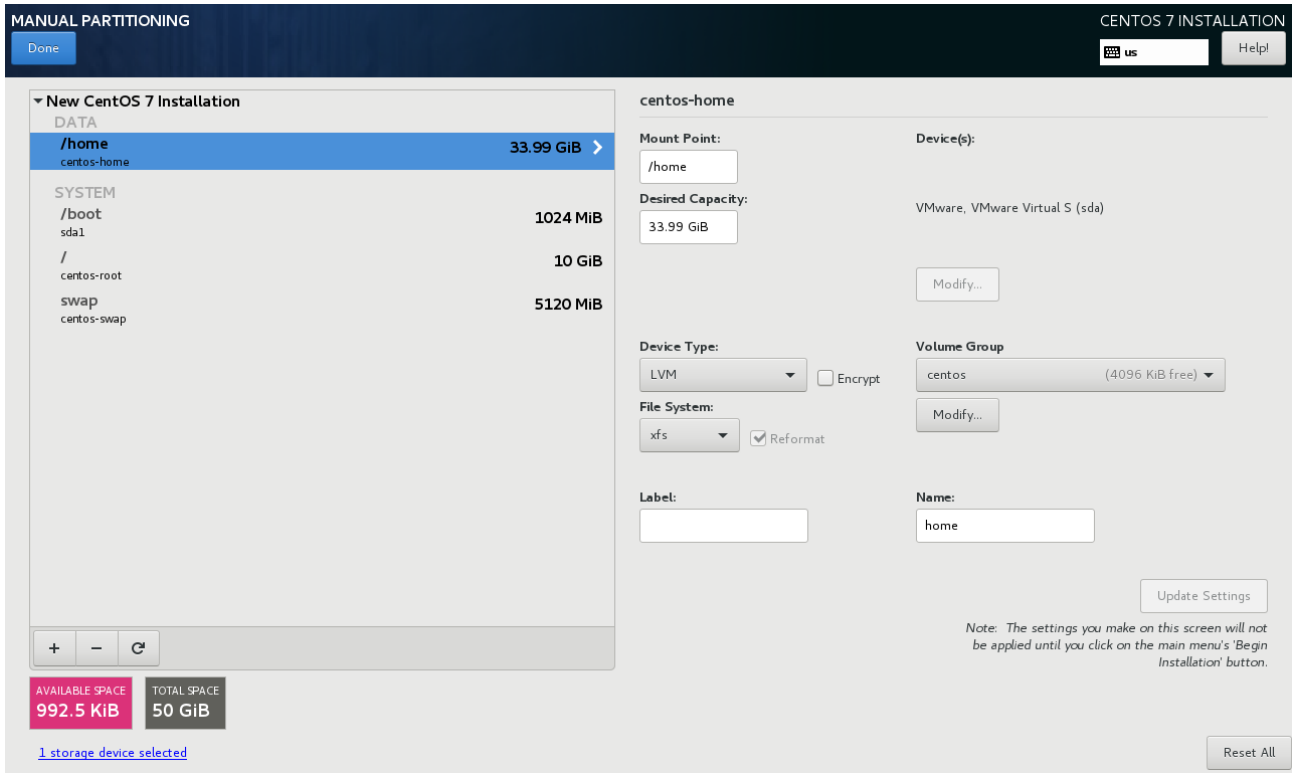 MANUAL PARTITIONING
CENTOS 7 INSTALLATION
Done
us
Help!
New CentOS 7 Installation
DATA
/home
33.99 GiB
centos-home
SYSTEM
/boot
1024 MiB
sda1
/
10 GiB
centos-root
swap
5120 MiB
centos-swap
+ −
AVAILABLE SPACE
992.5 KiB
TOTAL SPACE
50 GiB
1 storage device selected
centos-home
Mount Point:
/home
Device(s):
Desired Capacity:
33.99 GiB
VMware, VMware Virtual S (sda)
Modify...
Device Type:
LVM
Encrypt
Volume Group
centos (4096 KiB free)
File System:
xfs
Reformat
Modify...
Label:
Name:
home
Update Settings
Note: The settings you make on this screen will not
be applied until you click on the main menu's 'Begin
Installation' button.
Reset All